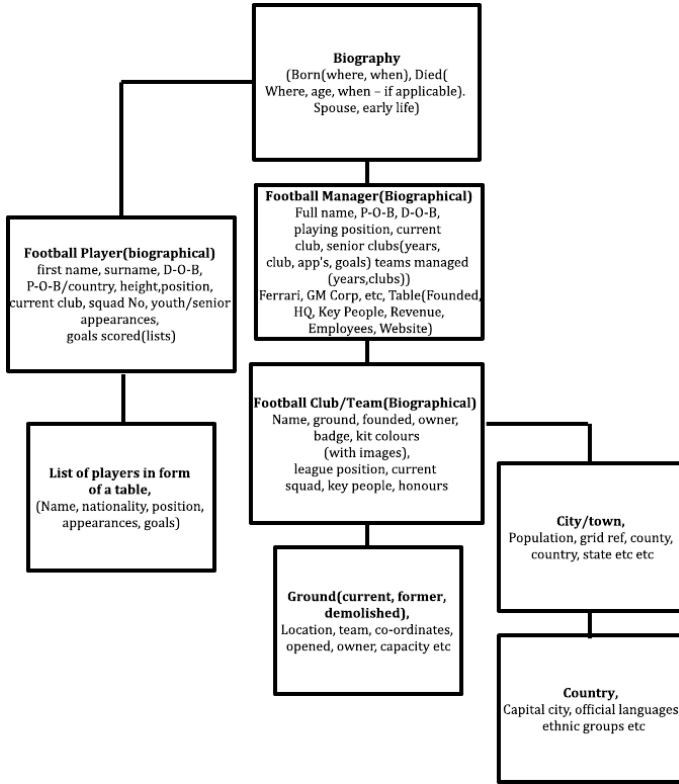 Biography
(Born(where, when), Died(
Where, age, when – if applicable).
Spouse, early life)
Football Manager(Biographical)
Full name, P-O-B, D-O-B,
playing position, current
club, senior clubs(years,
club, app's, goals) teams managed
(years,clubs))
Ferrari, GM Corp, etc, Table(Founded,
HQ, Key People, Revenue,
Employees, Website)
Football Player(biographical)
first name, surname, D-O-B,
P-O-B/country, height,position,
current club, squad No, youth/senior
appearances,
goals scored(lists)
Football Club/Team(Biographical)
Name, ground, founded, owner,
badge, kit colours
(with images),
league position, current
squad, key people, honours
List of players in form
of a table,
(Name, nationality, position,
appearances, goals)
City/town,
Population, grid ref, county,
country, state etc etc
Ground(current, former,
demolished),
Location, team, co-ordinates,
opened, owner, capacity etc
Country,
Capital city, official languages,
ethnic groups etc